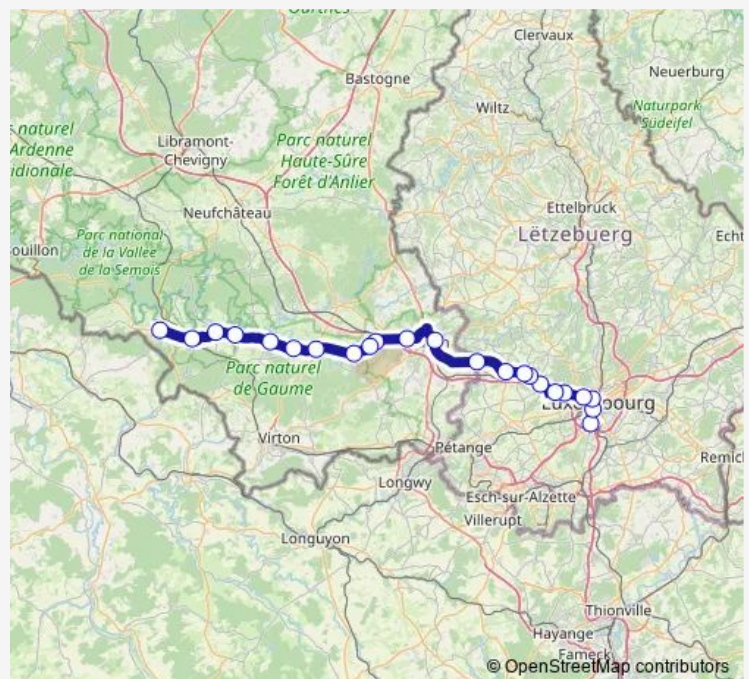 Clervaux
Neuerburg
Bastogne
Wiltz
Naturpark
Südeifel
naturel
Ardenne
idionale
Libramont-
Chevigny
Parc naturel
Haute-Sûre
Forêt d'Anlier
Neufchâteau
Ettelbruck
Lëtzebuerg
Echt
ouillon
Parc national
de la Vallée
de la Semois
Parc naturel
de Gaume
bourg
Virton
Pétange
Longwy
Remich
Esch-sur-Alzette
Villerupt
Longuyon
Thionville
Hayange
Fameck
© OpenStreetMap contributors